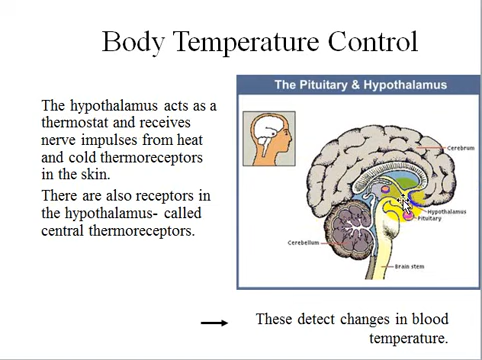 Body Temperature Control
The hypothalamus acts as a
thermostat and receives
nerve impulses from heat
and cold thermoreceptors
in the skin.
There are also receptors in
the hypothalamus- called
central thermoreceptors.
The Pituitary & Hypothalamus
Cerebrum
Hypothalamus
Pituitary
Cerebellum
Brain stem
These detect changes in blood
temperature.